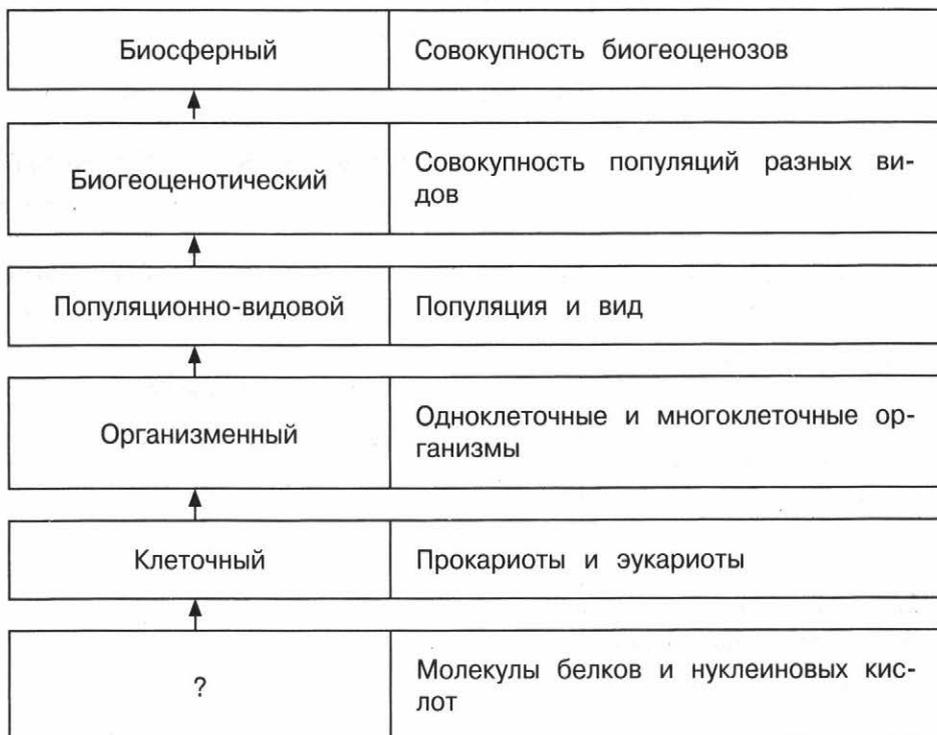 Биосферный
Совокупность биогеоценозов
Биогеоценотический
Совокупность популяций разных ви-
дов
Популяционно-видовой
Популяция и вид
Организменный
Одноклеточные и многоклеточные ор-
ганизмы
Клеточный
Прокариоты и эукариоты
?
Молекулы белков и нуклеиновых кис-
лот